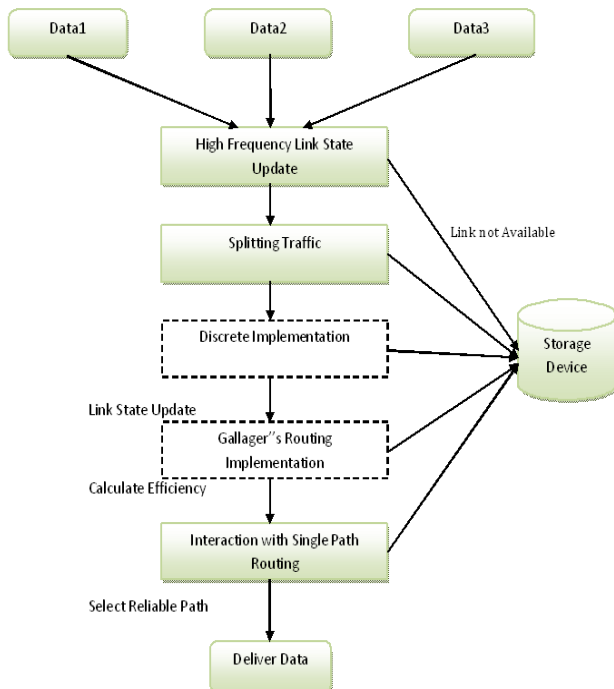 Data1
Data2
Data3
High Frequency Link State
Update
Link not Available
Splitting Traffic
Discrete Implementation
Storage
Device
Link State Update
Gallager"s Routing
Implementation
Calculate Efficiency
Interaction with Single Path
Routing
Select Reliable Path
Deliver Data